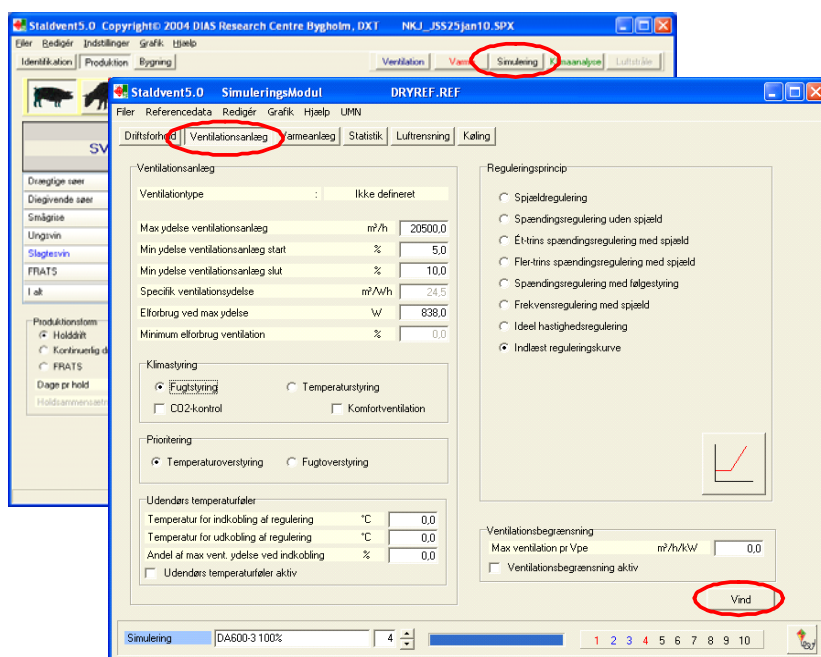 Staldvent5.0 Copyright© 2004 DIAS Research Centre Bygholm, DXT NKJ_JSS25jan10.SPX
Filer Redigér Indstillinger Grafik Hjælp
Identifikation Produktion Bygning Ventilation Simulering Luftstråle
Staldvent5.0 SimuleringsModul DRYREF.REF
Filer Referencedata Redigér Grafik Hjælp UMN
Driftsforhold Ventilationsanlæg Varmeanlæg Statistik Luftrensning Køling
SV
Drægtige søer
Diegivende søer
Smågrise
Ungsvin
Slagtesvin
FRATS
I alt
Produktionsform
Holddrift
Kontinuerlig d
FRATS
Dage pr hold
Holdsammensætn
Ventilationsanlæg
Ventilationtype : Ikke defineret
Max ydelse ventilationsanlæg m³/h 20500,0
Min ydelse ventilationsanlæg start % 5,0
Min ydelse ventilationsanlæg slut % 10,0
Specifik ventilationsydelse m³/Wh 24,5
Elforbrug ved max ydelse W 838,0
Minimum elforbrug ventilation % 0,0
Klimastyring
Fugtstyring Temperaturstyring
CO2-kontrol Komfortventilation
Prioritering
Temperaturoverstyring Fugtoverstyring
Udendørs temperaturføler
Temperatur for indkobling af regulering °C 0,0
Temperatur for udkobling af regulering °C 0,0
Andel af max vent. ydelse ved indkobling % 0,0
Udendørs temperaturføler aktiv
Reguleringsprincip
Spjældregulering
Spændingsregulering uden spjæld
Ét-trins spændingsregulering med spjæld
Fler-trins spændingsregulering med spjæld
Spændingsregulering med følgestyring
Frekvensregulering med spjæld
Ideel hastighedsregulering
Indlæst reguleringskurve
Ventilationsbegrænsning
Max ventilation pr Vpe m³/h/kW 0,0
Ventilationsbegrænsning aktiv
Vind
Simulering DA600-3 100% 4 1 2 3 4 5 6 7 8 9 10